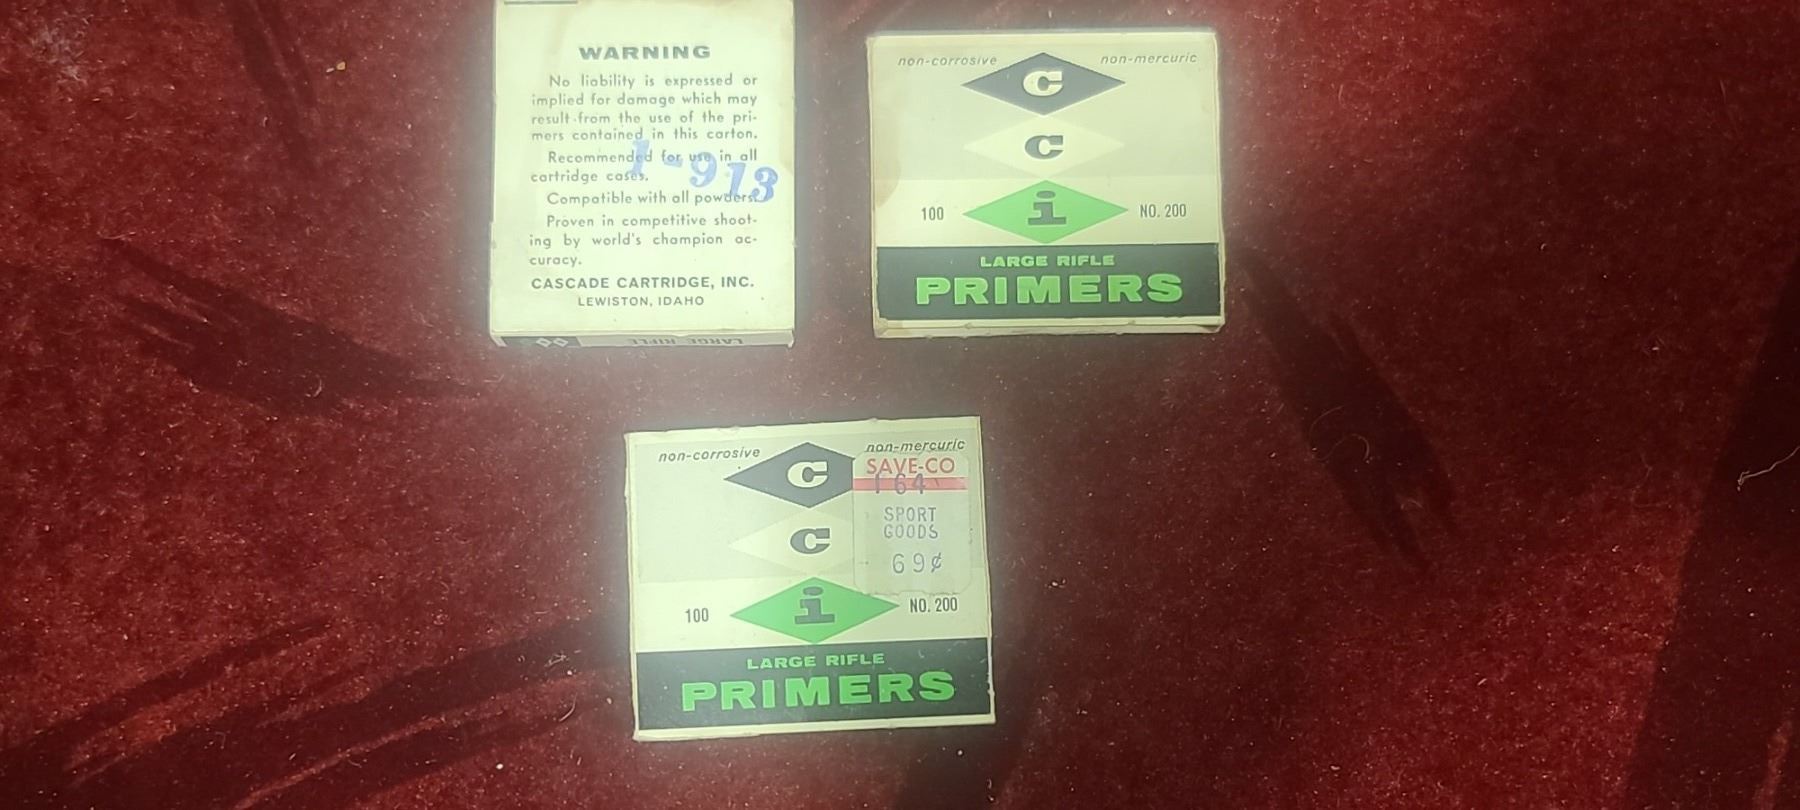 WARNING
No liability is expressed or
implied for damage which may
result from the use of the pri-
mers contained in this carton.
Recommended for use in all
cartridge cases.
1-913
Compatible with all powders.
Proven in competitive shoot-
ing by world's champion ac-
curacy.
CASCADE CARTRIDGE, INC.
LEWISTON, IDAHO
LARGE RIFLE
non-corrosive non-mercuric
C
C
i
100 NO. 200
LARGE RIFLE
PRIMERS
non-corrosive non-mercuric
C
SAVE-CO
164
SPORT
GOODS
C
69¢
i
100 NO. 200
LARGE RIFLE
PRIMERS